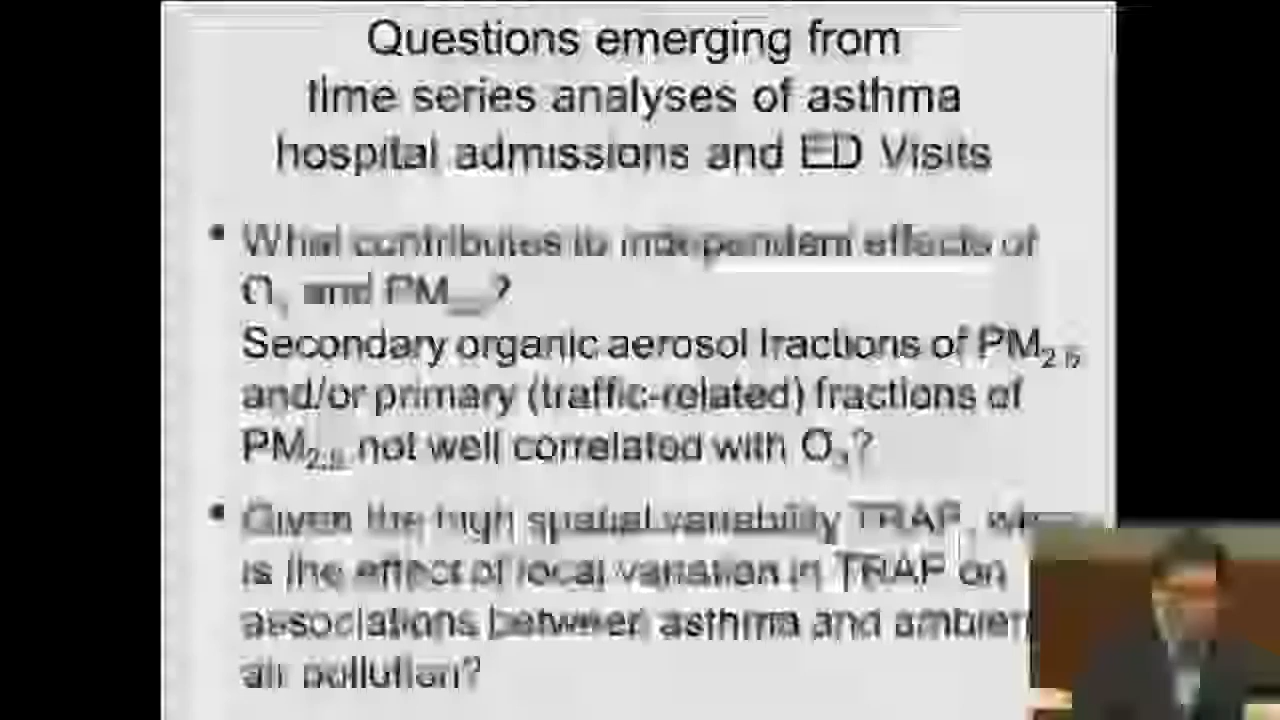 Questions emerging from
time series analyses of asthma
hospital admissions and ED Visits
• What contributes to independent effects of
O₃ and PM₂.₅?
Secondary organic aerosol fractions of PM₂.₅
and/or primary (traffic-related) fractions of
PM₂.₅ not well correlated with O₃?
• Given the high spatial variability TRAP,
is the effect of local variation in TRAP on
associations between asthma and ambien
air pollution?